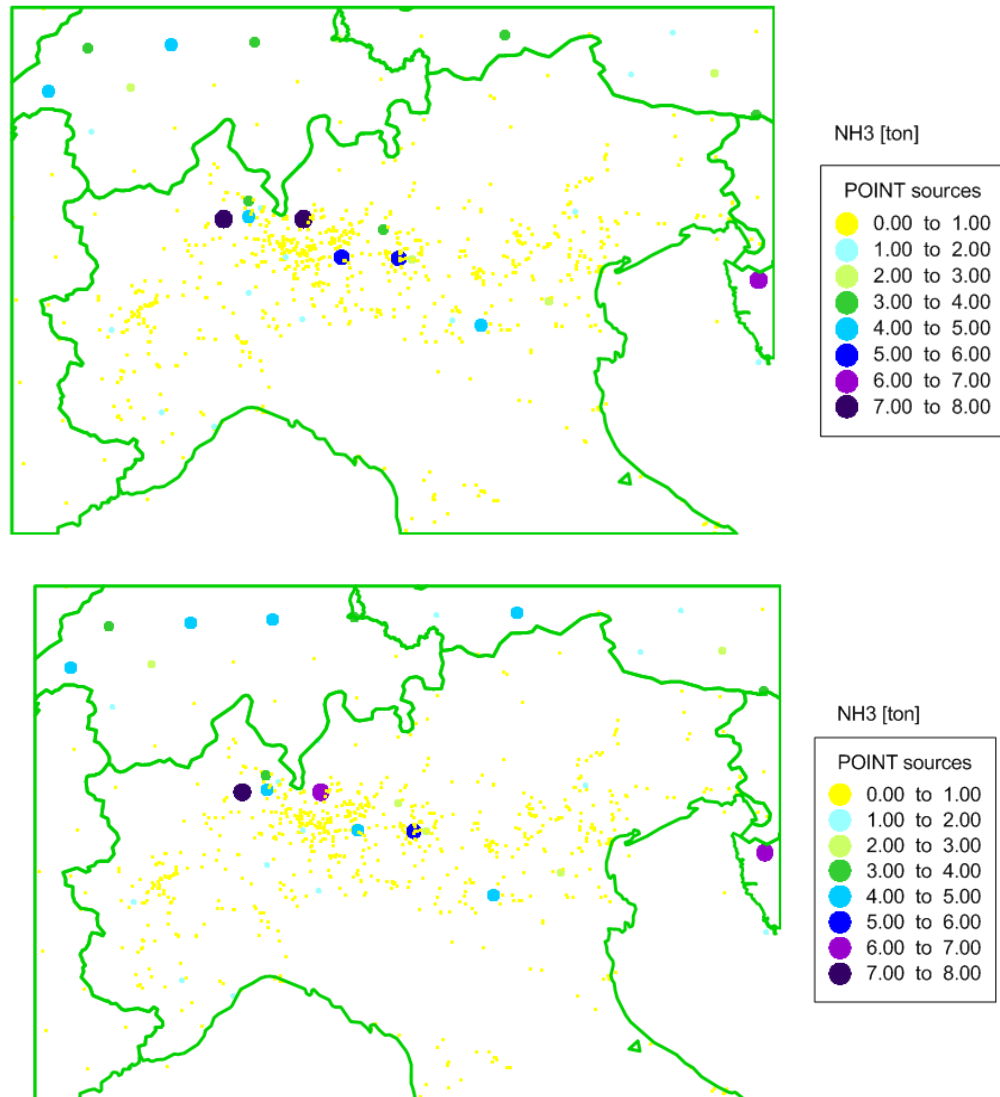 NH3 [ton]
POINT sources
0.00 to 1.00
1.00 to 2.00
2.00 to 3.00
3.00 to 4.00
4.00 to 5.00
5.00 to 6.00
6.00 to 7.00
7.00 to 8.00
NH3 [ton]
POINT sources
0.00 to 1.00
1.00 to 2.00
2.00 to 3.00
3.00 to 4.00
4.00 to 5.00
5.00 to 6.00
6.00 to 7.00
7.00 to 8.00